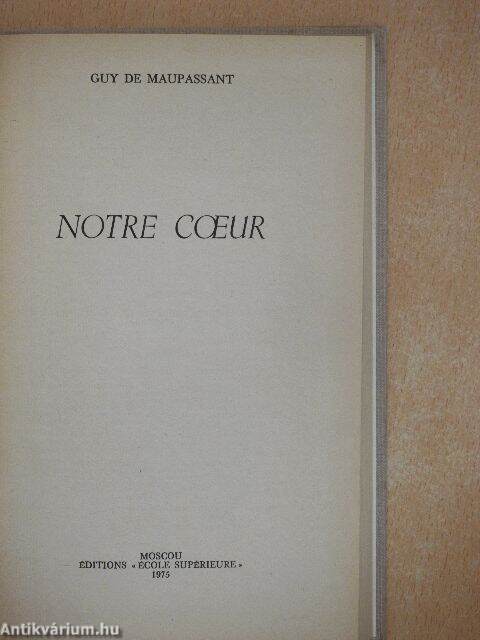 GUY DE MAUPASSANT
NOTRE CŒUR
MOSCOU
ÉDITIONS «ÉCOLE SUPÉRIEURE»
1975
Antikvárium.hu